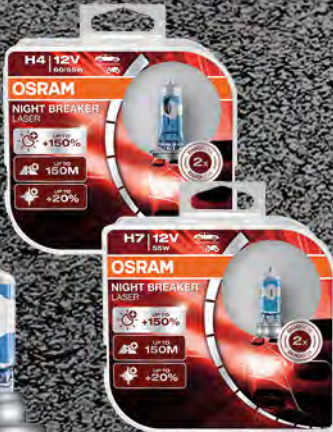 H4 12V
60/55W
OSRAM
NIGHT BREAKER
LASER
UP TO
+150%
UP TO
150M
UP TO
+20%
2x
H7 12V
55W
OSRAM
NIGHT BREAKER
LASER
UP TO
+150%
UP TO
150M
UP TO
+20%
2x